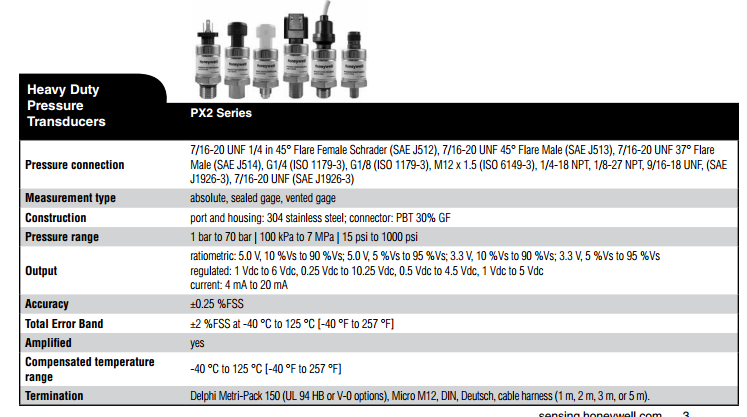 Honeywell Honeywell Honeywell Honeywell Honeywell Honeywell
Heavy Duty
Pressure
Transducers
PX2 Series
Pressure connection
7/16-20 UNF 1/4 in 45° Flare Female Schrader (SAE J512), 7/16-20 UNF 45° Flare Male (SAE J513), 7/16-20 UNF 37° Flare
Male (SAE J514), G1/4 (ISO 1179-3), G1/8 (ISO 1179-3), M12 x 1.5 (ISO 6149-3), 1/4-18 NPT, 1/8-27 NPT, 9/16-18 UNF, (SAE
J1926-3), 7/16-20 UNF (SAE J1926-3)
Measurement type
absolute, sealed gage, vented gage
Construction
port and housing: 304 stainless steel; connector: PBT 30% GF
Pressure range
1 bar to 70 bar | 100 kPa to 7 MPa | 15 psi to 1000 psi
Output
ratiometric: 5.0 V, 10 %Vs to 90 %Vs; 5.0 V, 5 %Vs to 95 %Vs; 3.3 V, 10 %Vs to 90 %Vs; 3.3 V, 5 %Vs to 95 %Vs
regulated: 1 Vdc to 6 Vdc, 0.25 Vdc to 10.25 Vdc, 0.5 Vdc to 4.5 Vdc, 1 Vdc to 5 Vdc
current: 4 mA to 20 mA
Accuracy
±0.25 %FSS
Total Error Band
±2 %FSS at -40 °C to 125 °C [-40 °F to 257 °F]
Amplified
yes
Compensated temperature
range
-40 °C to 125 °C [-40 °F to 257 °F]
Termination
Delphi Metri-Pack 150 (UL 94 HB or V-0 options), Micro M12, DIN, Deutsch, cable harness (1 m, 2 m, 3 m, or 5 m).
sensing.honeywell.com 3